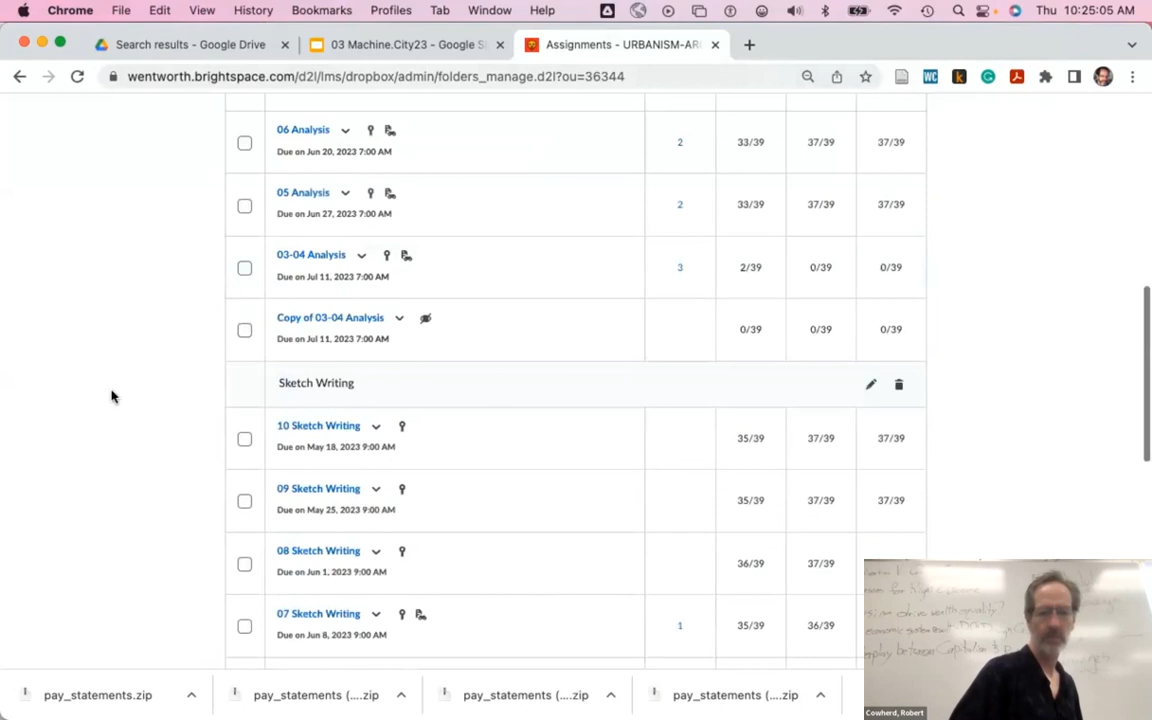 Chrome File Edit View History Bookmarks Profiles Tab Window Help Thu 10:25:05 AM
Search results - Google Drive 03 Machine.City23 - Google S Assignments - URBANISM-AR
wentworth.brightspace.com/d2l/lms/dropbox/admin/folders_manage.d2l?ou=36344
06 Analysis
Due on Jun 20, 2023 7:00 AM
2 33/39 37/39 37/39
05 Analysis
Due on Jun 27, 2023 7:00 AM
2 33/39 37/39 37/39
03-04 Analysis
Due on Jul 11, 2023 7:00 AM
3 2/39 0/39 0/39
Copy of 03-04 Analysis
Due on Jul 11, 2023 7:00 AM
0/39 0/39 0/39
Sketch Writing
10 Sketch Writing
Due on May 18, 2023 9:00 AM
35/39 37/39 37/39
09 Sketch Writing
Due on May 25, 2023 9:00 AM
35/39 37/39 37/39
08 Sketch Writing
Due on Jun 1, 2023 9:00 AM
36/39 37/39
07 Sketch Writing
Due on Jun 8, 2023 9:00 AM
1 35/39 36/39
pay_statements.zip pay_statements (....zip pay_statements (....zip pay_statements (....zip
Cowherd, Robert